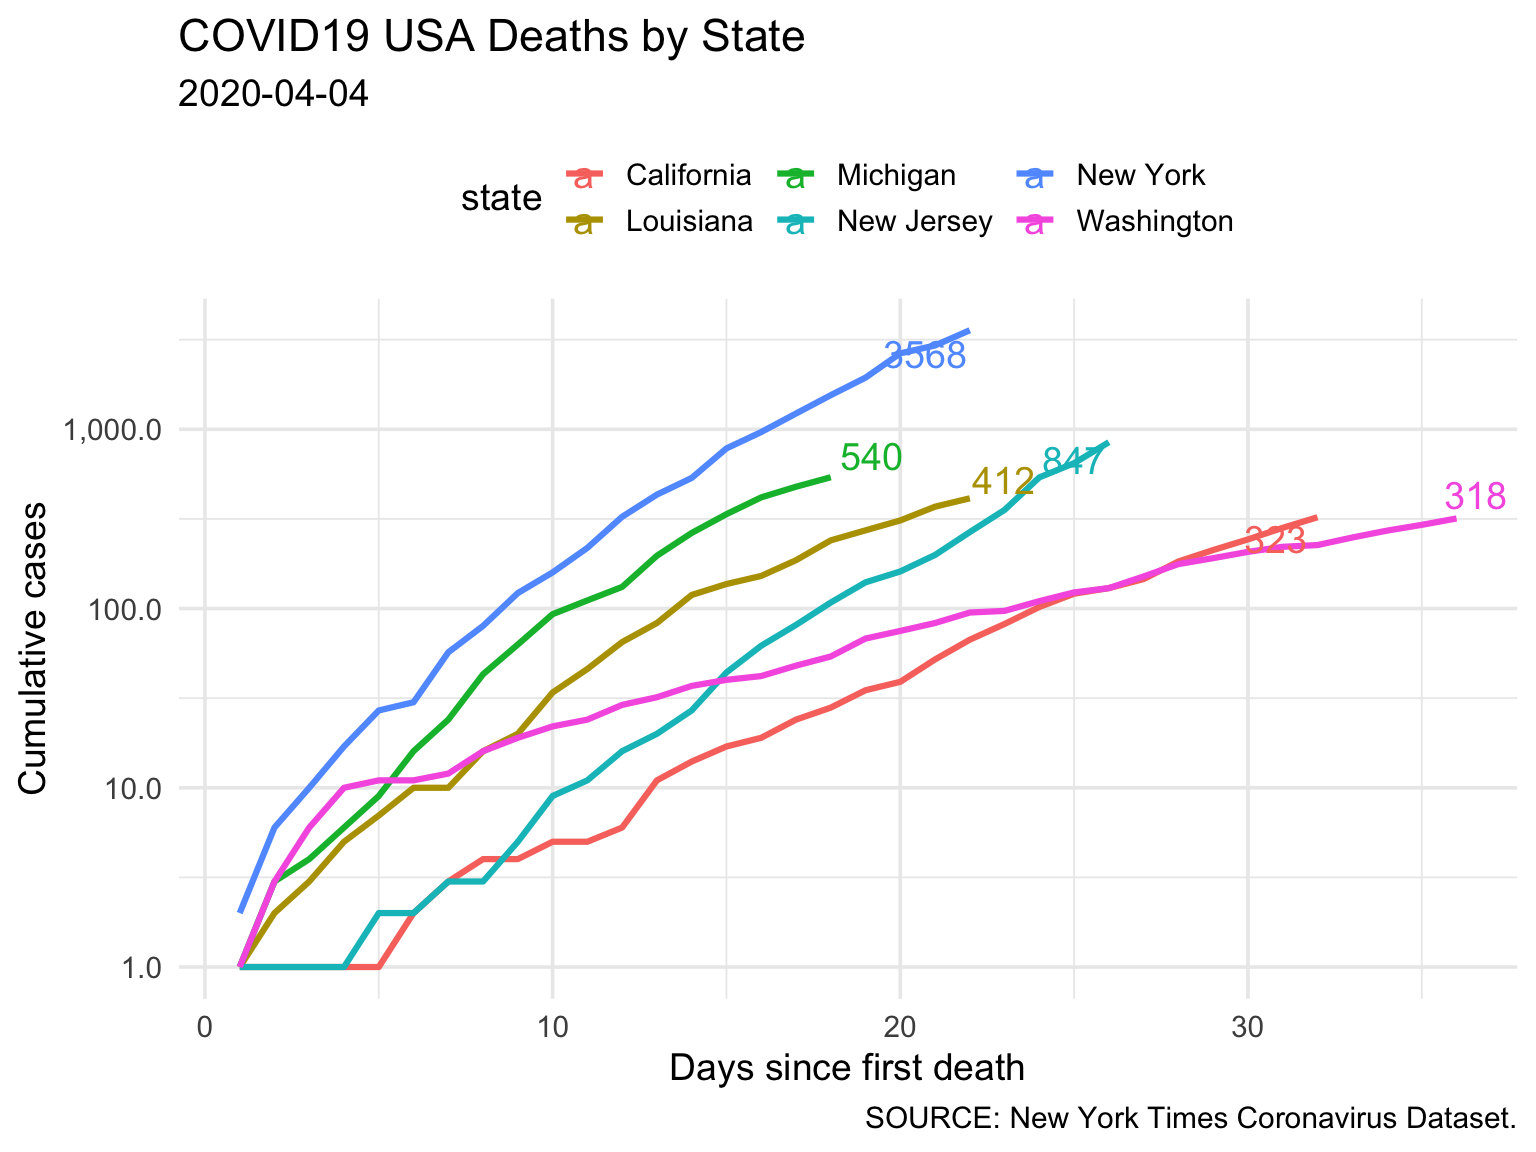 COVID19 USA Deaths by State
2020-04-04
state
a California a Michigan a New York
a Louisiana a New Jersey a Washington
Cumulative cases
1,000.0
100.0
10.0
1.0
3568
540
847
412
318
323
0 10 20 30
Days since first death
SOURCE: New York Times Coronavirus Dataset.